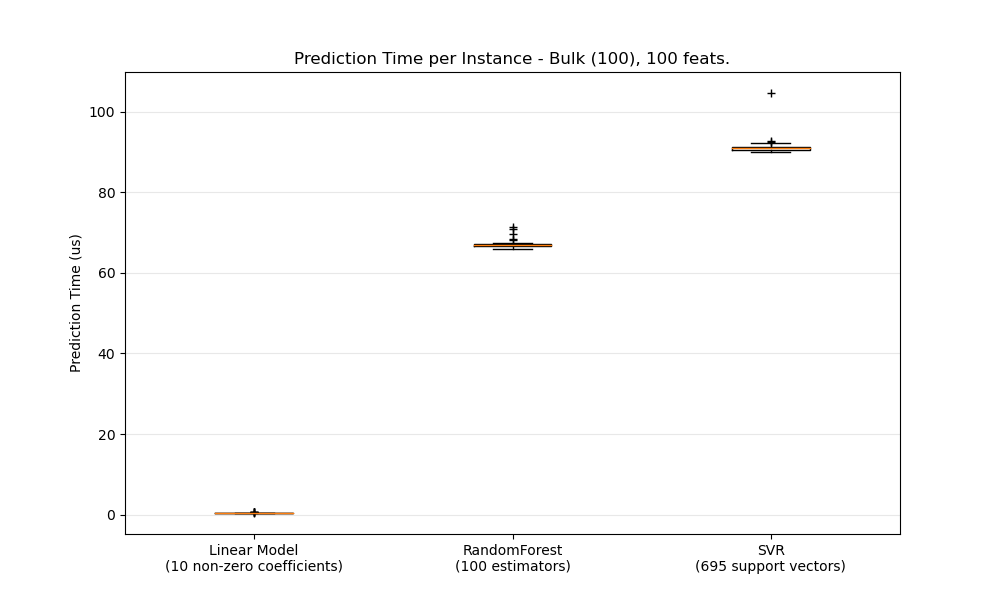 Prediction Time per Instance - Bulk (100), 100 feats.
Prediction Time (us)
100
80
60
40
20
0
Linear Model
(10 non-zero coefficients)
RandomForest
(100 estimators)
SVR
(695 support vectors)